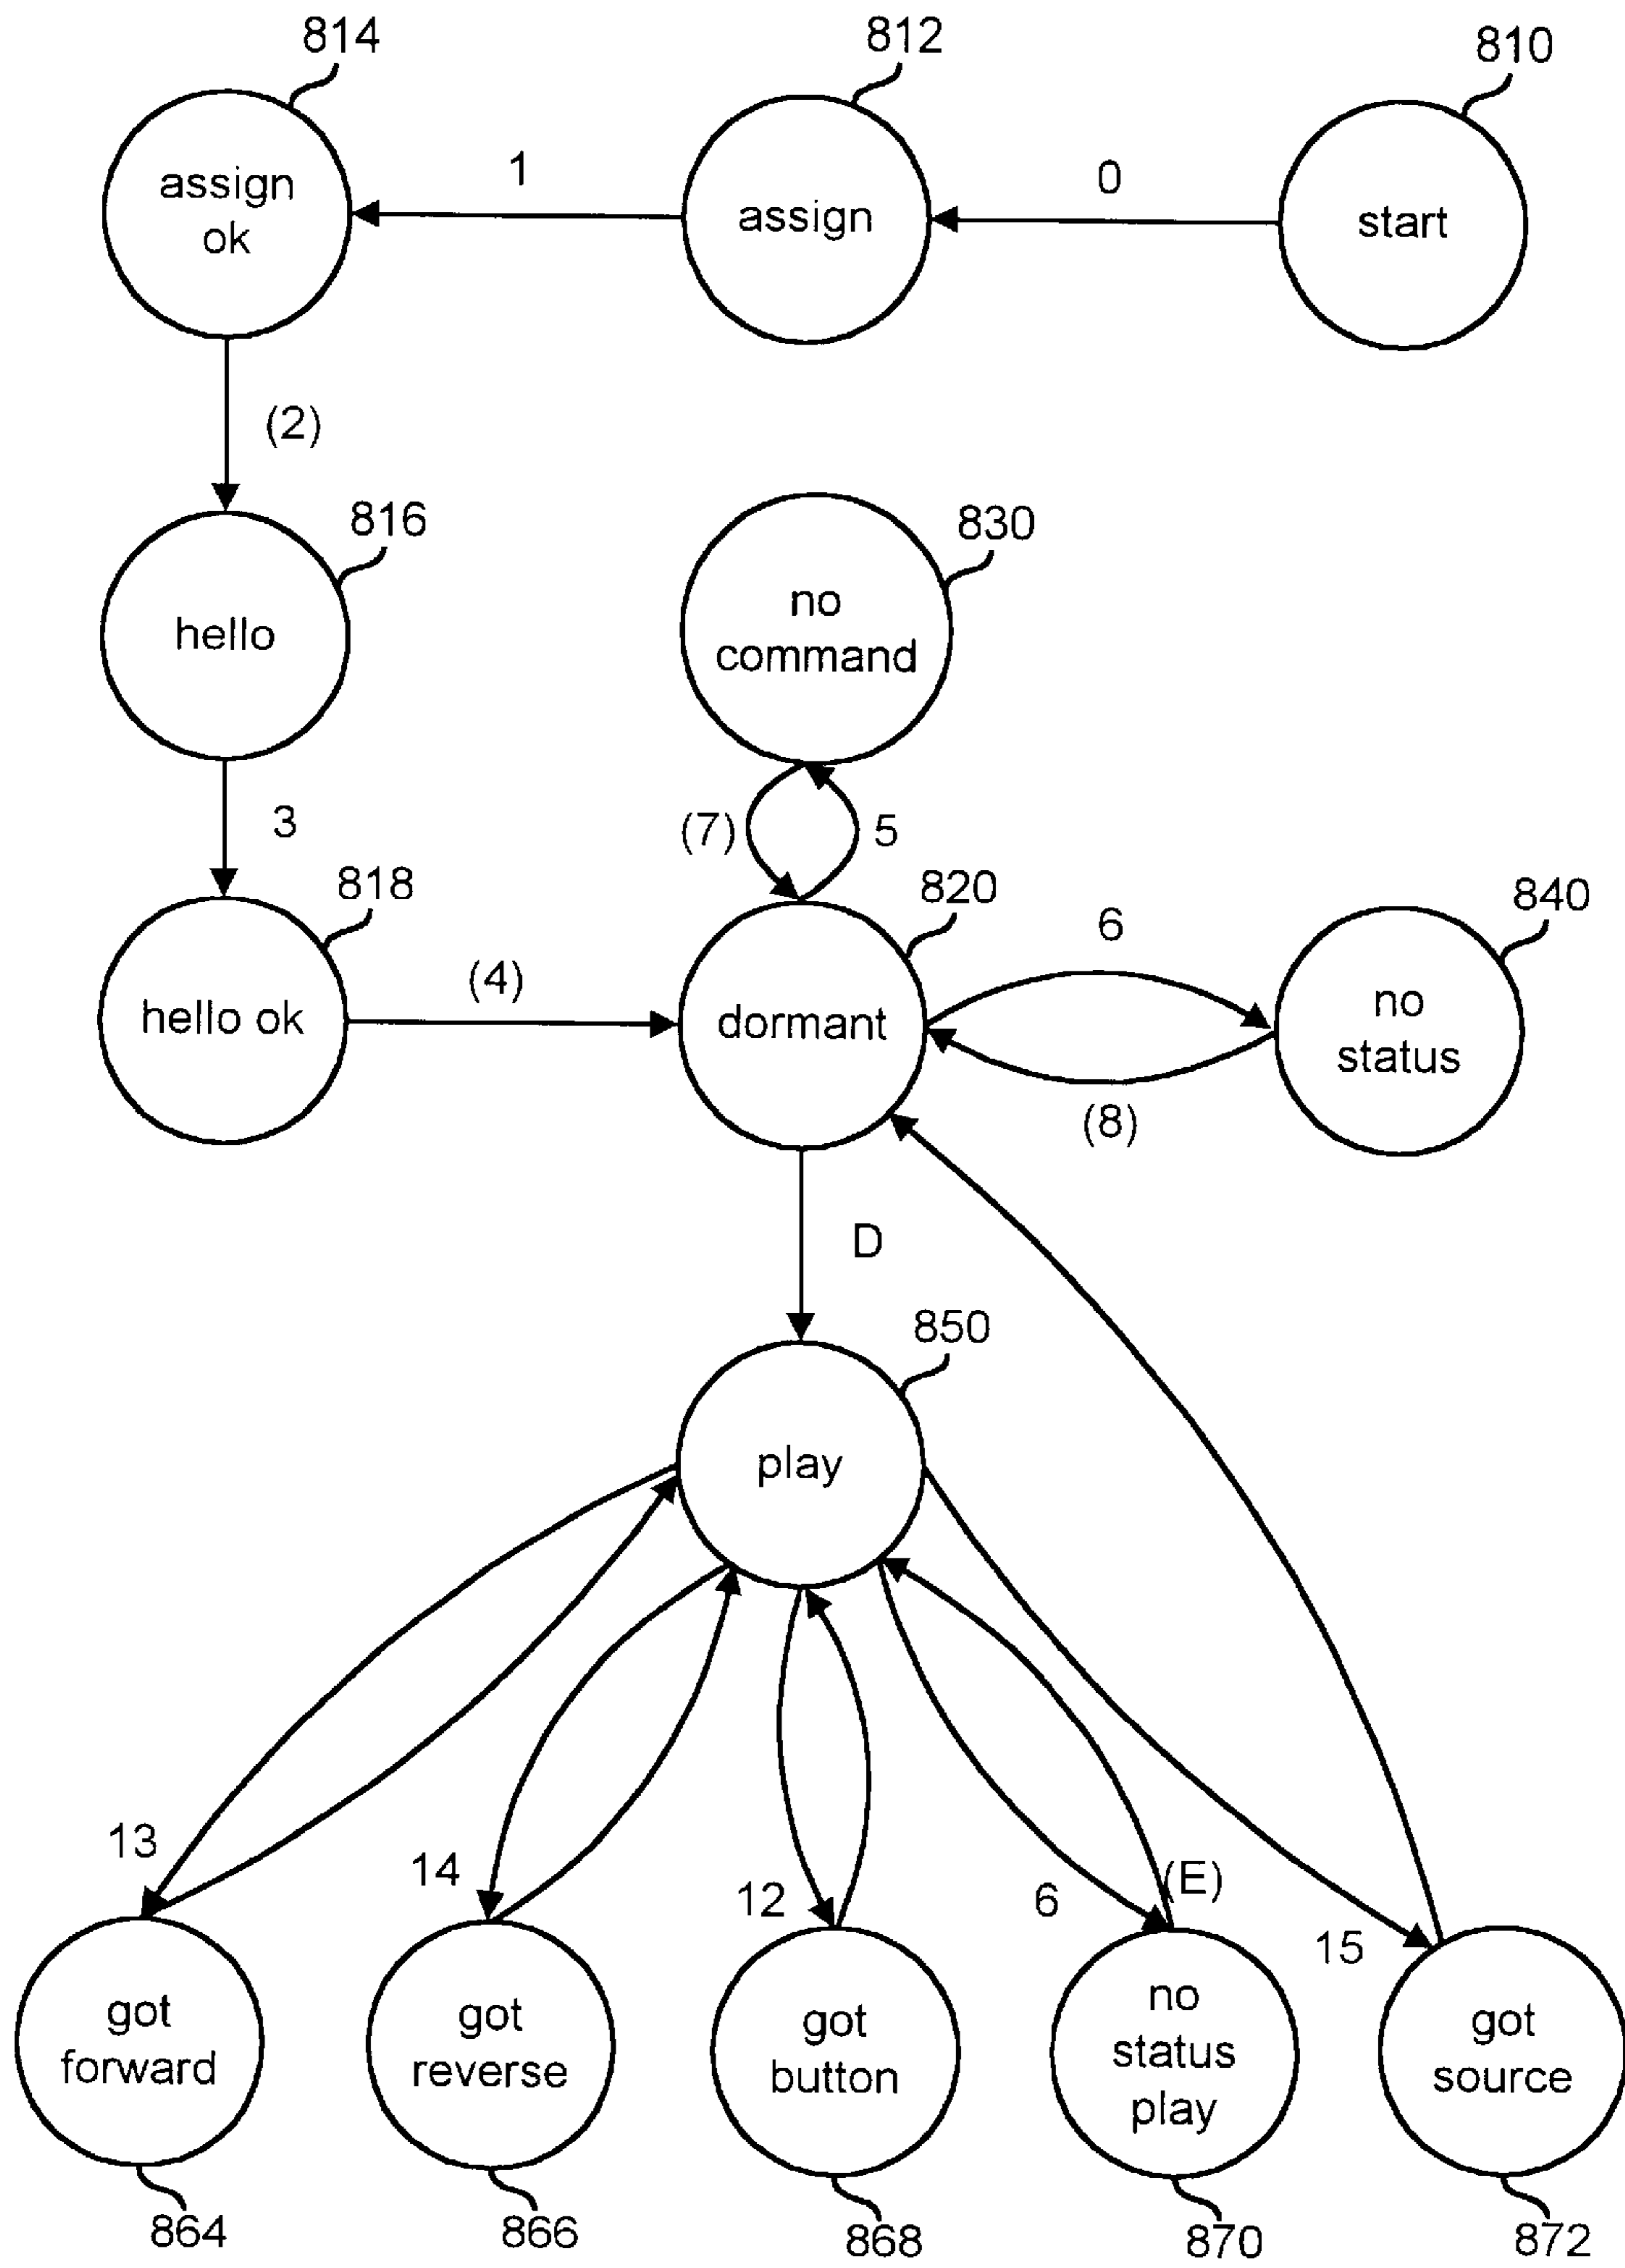 814
812
810
assign
ok
1
assign
0
start
(2)
816
830
hello
no
command
3
(7)
5
818
820
840
hello ok
(4)
dormant
6
no
status
(8)
D
850
play
13
14
12
6
(E)
15
got
forward
got
reverse
got
button
no
status
play
got
source
864
866
868
870
872